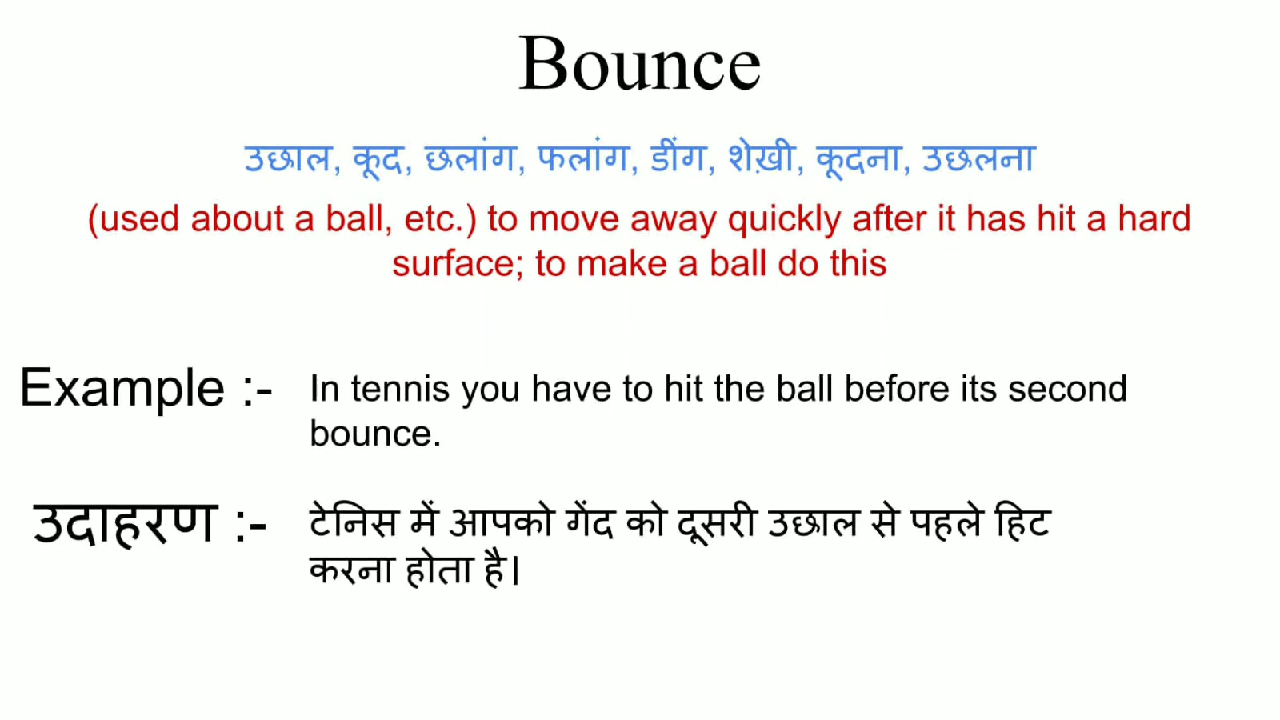 Bounce
उछाल, कूद, छलांग, फलांग, डींग, शेख़ी, कूदना, उछलना
(used about a ball, etc.) to move away quickly after it has hit a hard
surface; to make a ball do this
Example :- In tennis you have to hit the ball before its second
bounce.
उदाहरण :- टेनिस में आपको गेंद को दूसरी उछाल से पहले हिट
करना होता है।